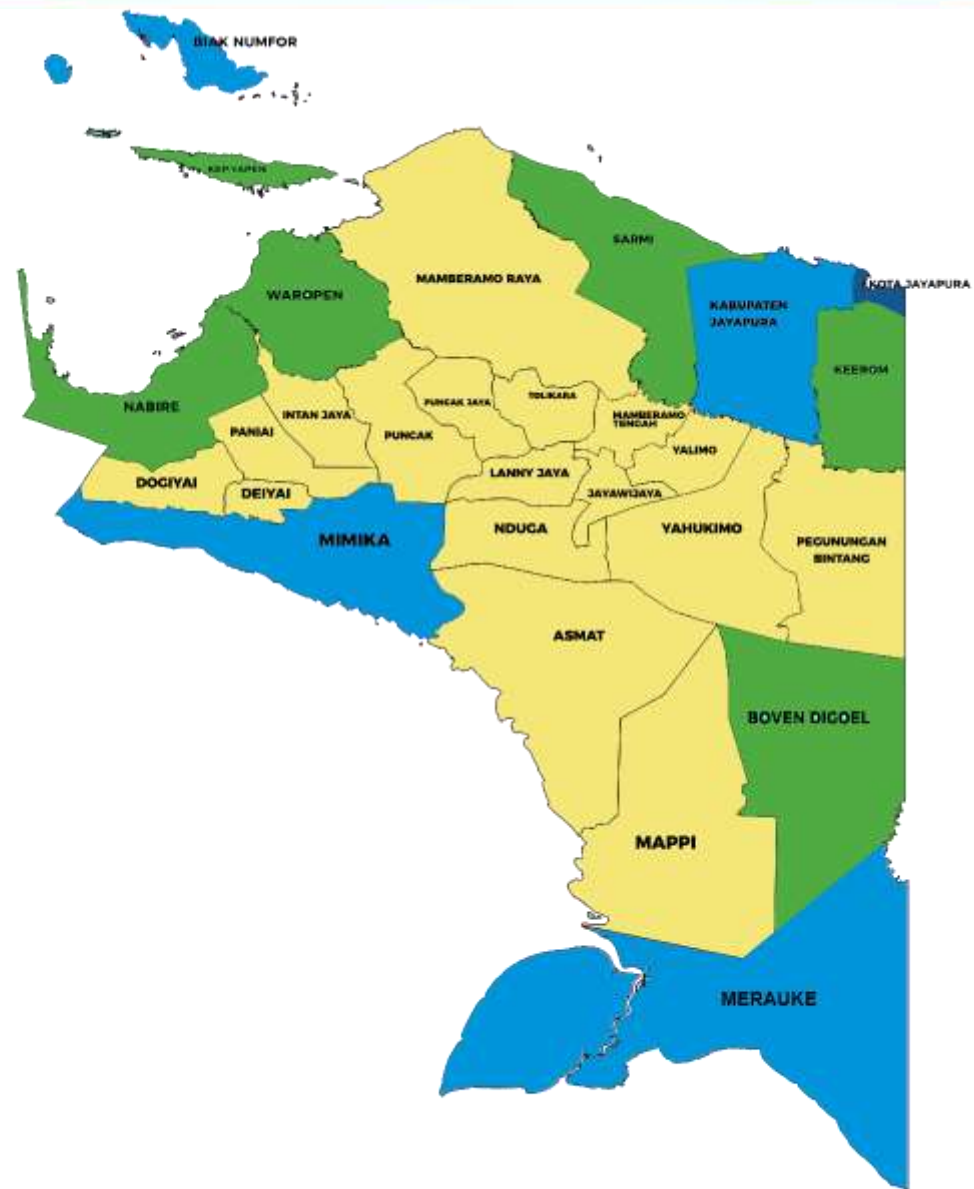 BIAK NUMFOR
KEP.YAPEN
SARMI
MAMBERAMO RAYA
KOTA JAYAPURA
WAROPEN
KABUPATEN
JAYAPURA
KEEROM
NABIRE
INTAN JAYA
PUNCAK JAYA
TOLIKARA
MAMBERAMO
TENGAH
PANIAI
PUNCAK
YALIMO
DOGIYAI
DEIYAI
LANNY JAYA
JAYAWIJAYA
MIMIKA
NDUGA
YAHUKIMO
PEGUNUNGAN
BINTANG
ASMAT
BOVEN DIGOEL
MAPPI
MERAUKE